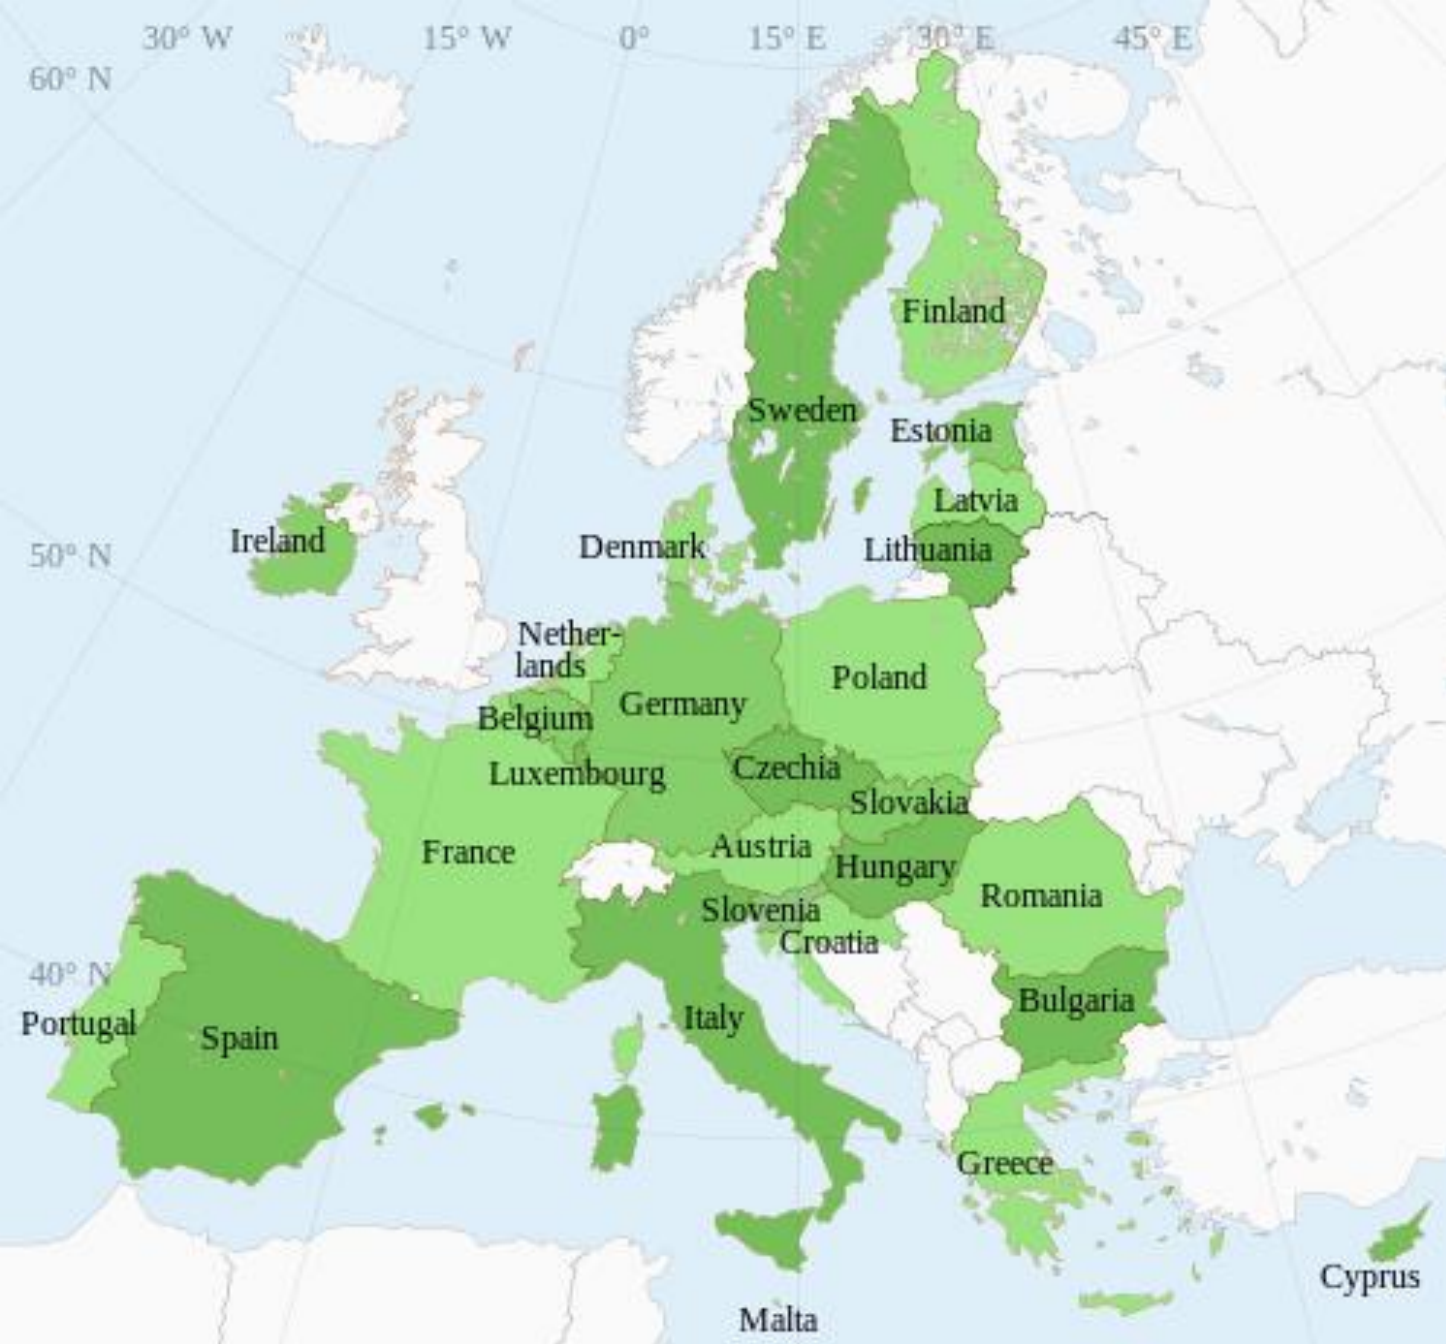 30° W
15° W
0°
15° E
30° E
45° E
60° N
Finland
Sweden
Estonia
Latvia
Ireland
Denmark
Lithuania
50° N
Nether-
lands
Poland
Germany
Belgium
Czechia
Luxembourg
Slovakia
France
Austria
Hungary
Romania
Slovenia
Croatia
40° N
Bulgaria
Portugal
Spain
Italy
Greece
Cyprus
Malta